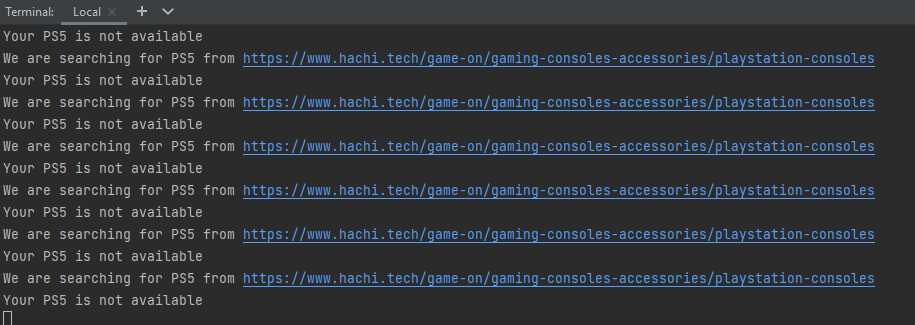 Terminal: Local × +
Your PS5 is not available
We are searching for PS5 from https://www.hachi.tech/game-on/gaming-consoles-accessories/playstation-consoles
Your PS5 is not available
We are searching for PS5 from https://www.hachi.tech/game-on/gaming-consoles-accessories/playstation-consoles
Your PS5 is not available
We are searching for PS5 from https://www.hachi.tech/game-on/gaming-consoles-accessories/playstation-consoles
Your PS5 is not available
We are searching for PS5 from https://www.hachi.tech/game-on/gaming-consoles-accessories/playstation-consoles
Your PS5 is not available
We are searching for PS5 from https://www.hachi.tech/game-on/gaming-consoles-accessories/playstation-consoles
Your PS5 is not available
We are searching for PS5 from https://www.hachi.tech/game-on/gaming-consoles-accessories/playstation-consoles
Your PS5 is not available